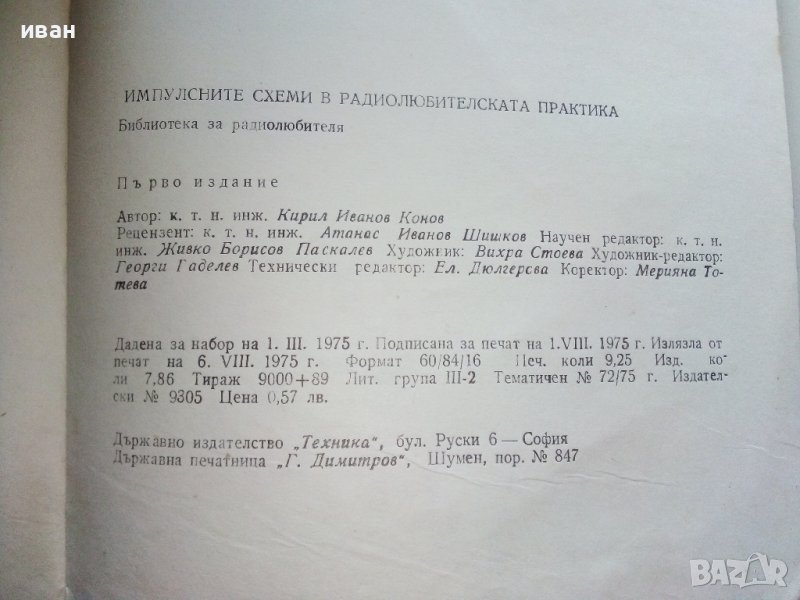 иван
ИМПУЛСНИТЕ СХЕМИ В РАДИОЛЮБИТЕЛСКАТА ПРАКТИКА
Библиотека за радиолюбителя
Първо издание
Автор: к. т. н. инж. Кирил Иванов Конов
Рецензент: к. т. н. инж. Атанас Иванов Шишков Научен редактор: к. т. н.
инж. Живко Борисов Паскалев Художник: Вихра Стоева Художник-редактор:
Георги Гаделев Технически редактор: Ел. Дюлгерова Коректор: Мерияна То-
тева
Дадена за набор на 1. III. 1975 г. Подписана за печат на 1.VIII. 1975 г. Излязла от
печат на 6. VIII. 1975 г. Формат 60/84/16 Печ. коли 9,25 Изд. ко-
ли 7,86 Тираж 9000+89 Лит. група III-2 Тематичен № 72/75 г. Издател-
ски № 9305 Цена 0,57 лв.
Държавно издателство „Техника“, бул. Руски 6 — София
Държавна печатница „Г. Димитров“, Шумен, пор. № 847
BAZAR